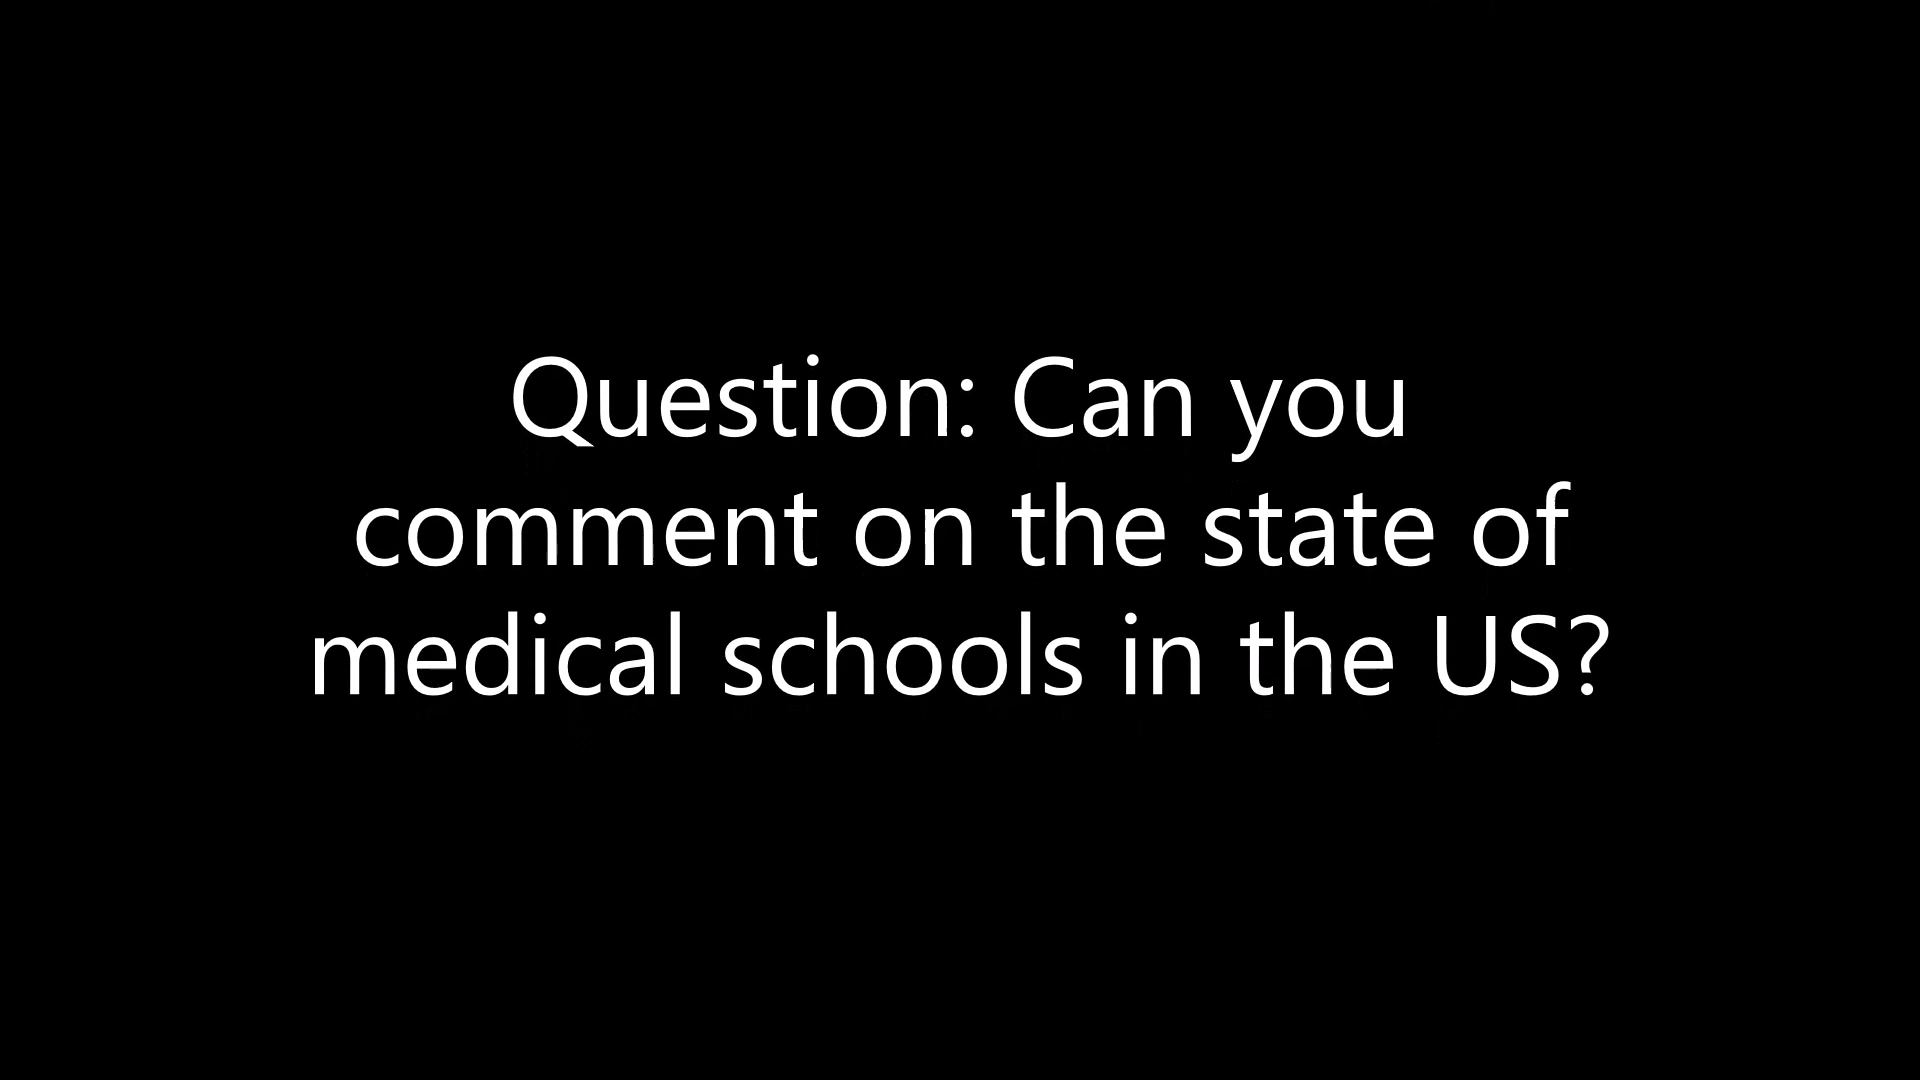 Question: Can you
comment on the state of
medical schools in the US?